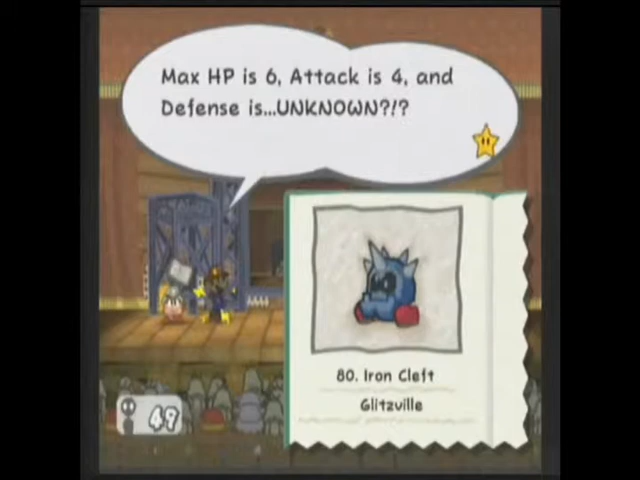 Max HP is 6, Attack is 4, and
Defense is...UNKNOWN?!?
80. Iron Cleft
Glitzville
49